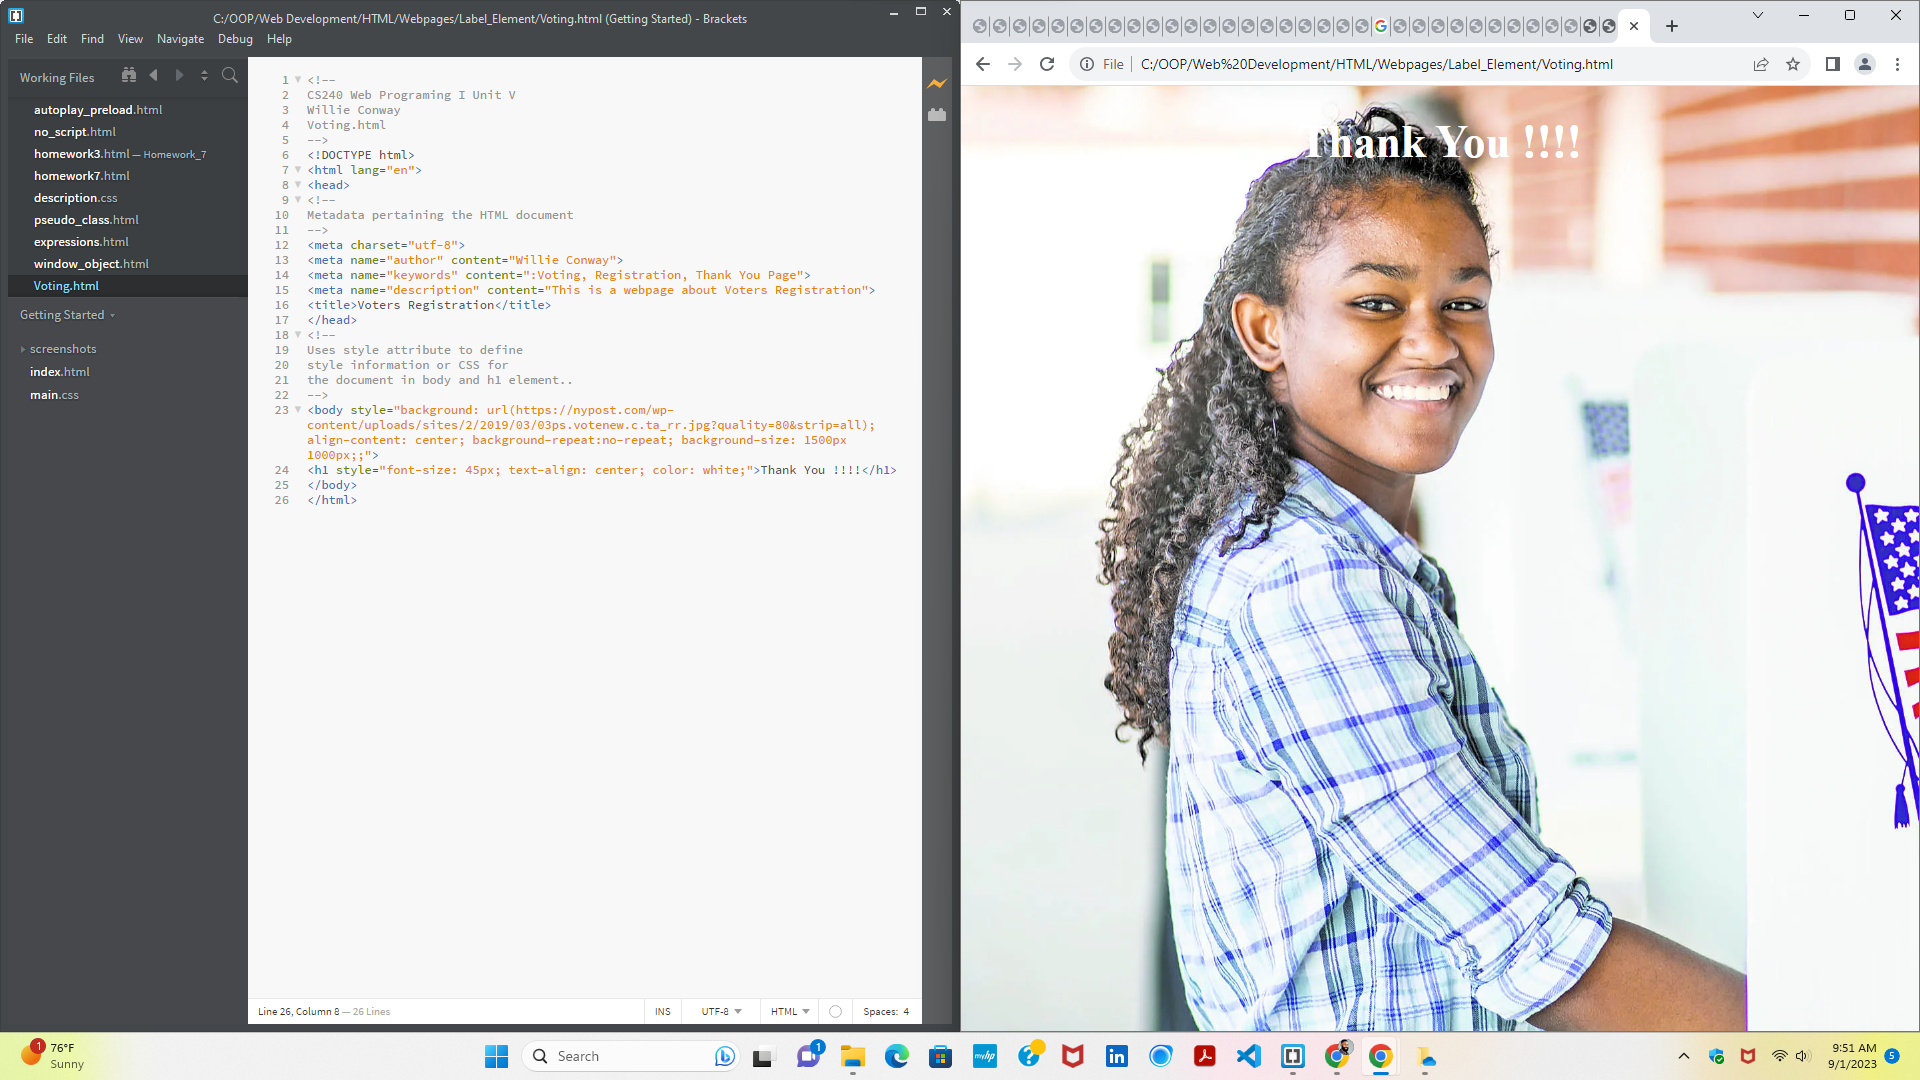 C:/OOP/Web Development/HTML/Webpages/Label_Element/Voting.html (Getting Started) - Brackets
File Edit Find View Navigate Debug Help
Working Files
autoplay_preload.html
no_script.html
homework3.html — Homework_7
homework7.html
description.css
pseudo_class.html
expressions.html
window_object.html
Voting.html
Getting Started
screenshots
index.html
main.css
1 <!--
2 CS240 Web Programing I Unit V
3 Willie Conway
4 Voting.html
5 -->
6 <!DOCTYPE html>
7 <html lang="en">
8 <head>
9 <!--
10 Metadata pertaining the HTML document
11 -->
12 <meta charset="utf-8">
13 <meta name="author" content="Willie Conway">
14 <meta name="keywords" content=":Voting, Registration, Thank You Page">
15 <meta name="description" content="This is a webpage about Voters Registration">
16 <title>Voters Registration</title>
17 </head>
18 <!--
19 Uses style attribute to define
20 style information or CSS for
21 the document in body and h1 element..
22 -->
23 <body style="background: url(https://nypost.com/wp-
content/uploads/sites/2/2019/03/03ps.votenew.c.ta_rr.jpg?quality=80&strip=all);
align-content: center; background-repeat:no-repeat; background-size: 1500px
1000px;;">
24 <h1 style="font-size: 45px; text-align: center; color: white;">Thank You !!!!</h1>
25 </body>
26 </html>
Line 26, Column 8 — 26 Lines
INS UTF-8 HTML Spaces: 4
File C:/OOP/Web%20Development/HTML/Webpages/Label_Element/Voting.html
Thank You !!!!
1
76°F
Sunny
Search
1
myhp
9:51 AM
9/1/2023
5